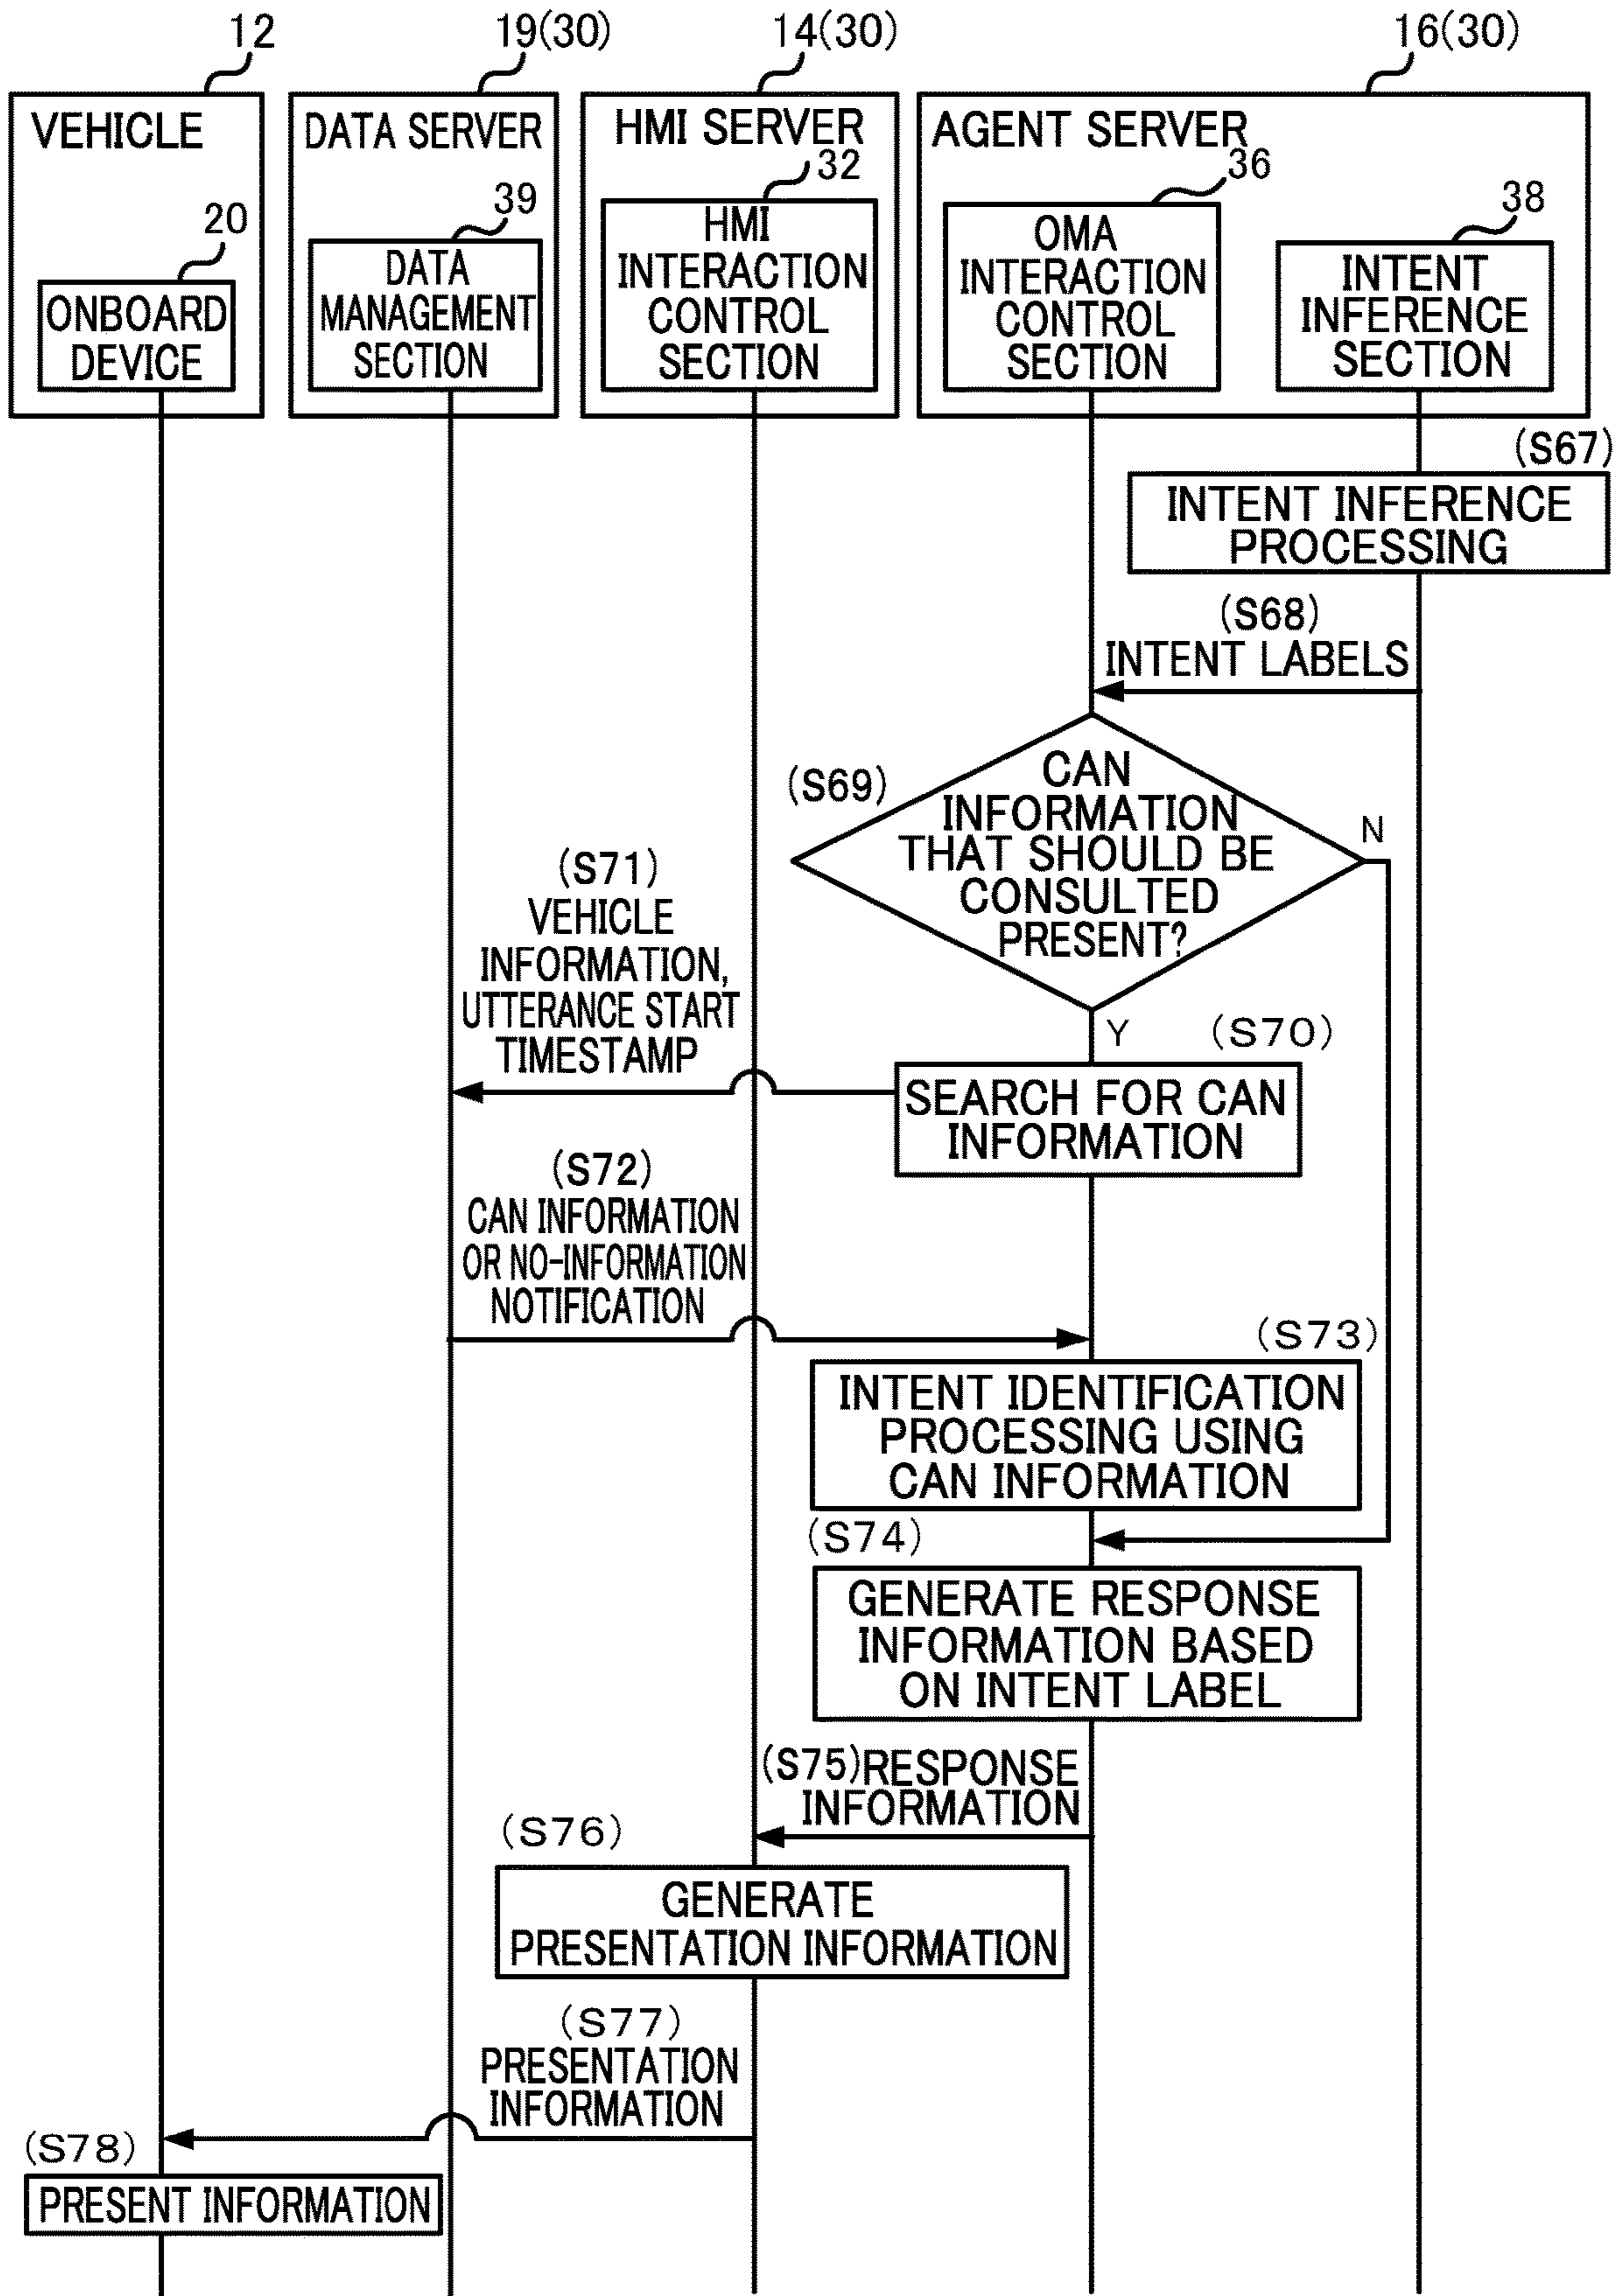 12
19(30)
14(30)
16(30)
VEHICLE
DATA SERVER
HMI SERVER
AGENT SERVER
20
ONBOARD
DEVICE
39
DATA
MANAGEMENT
SECTION
32
HMI
INTERACTION
CONTROL
SECTION
36
OMA
INTERACTION
CONTROL
SECTION
38
INTENT
INFERENCE
SECTION
(S67)
INTENT INFERENCE
PROCESSING
(S68)
INTENT LABELS
(S69)
CAN
INFORMATION
THAT SHOULD BE
CONSULTED
PRESENT?
N
Y
(S70)
SEARCH FOR CAN
INFORMATION
(S71)
VEHICLE
INFORMATION,
UTTERANCE START
TIMESTAMP
(S72)
CAN INFORMATION
OR NO-INFORMATION
NOTIFICATION
(S73)
INTENT IDENTIFICATION
PROCESSING USING
CAN INFORMATION
(S74)
GENERATE RESPONSE
INFORMATION BASED
ON INTENT LABEL
(S75) RESPONSE
INFORMATION
(S76)
GENERATE
PRESENTATION INFORMATION
(S77)
PRESENTATION
INFORMATION
(S78)
PRESENT INFORMATION